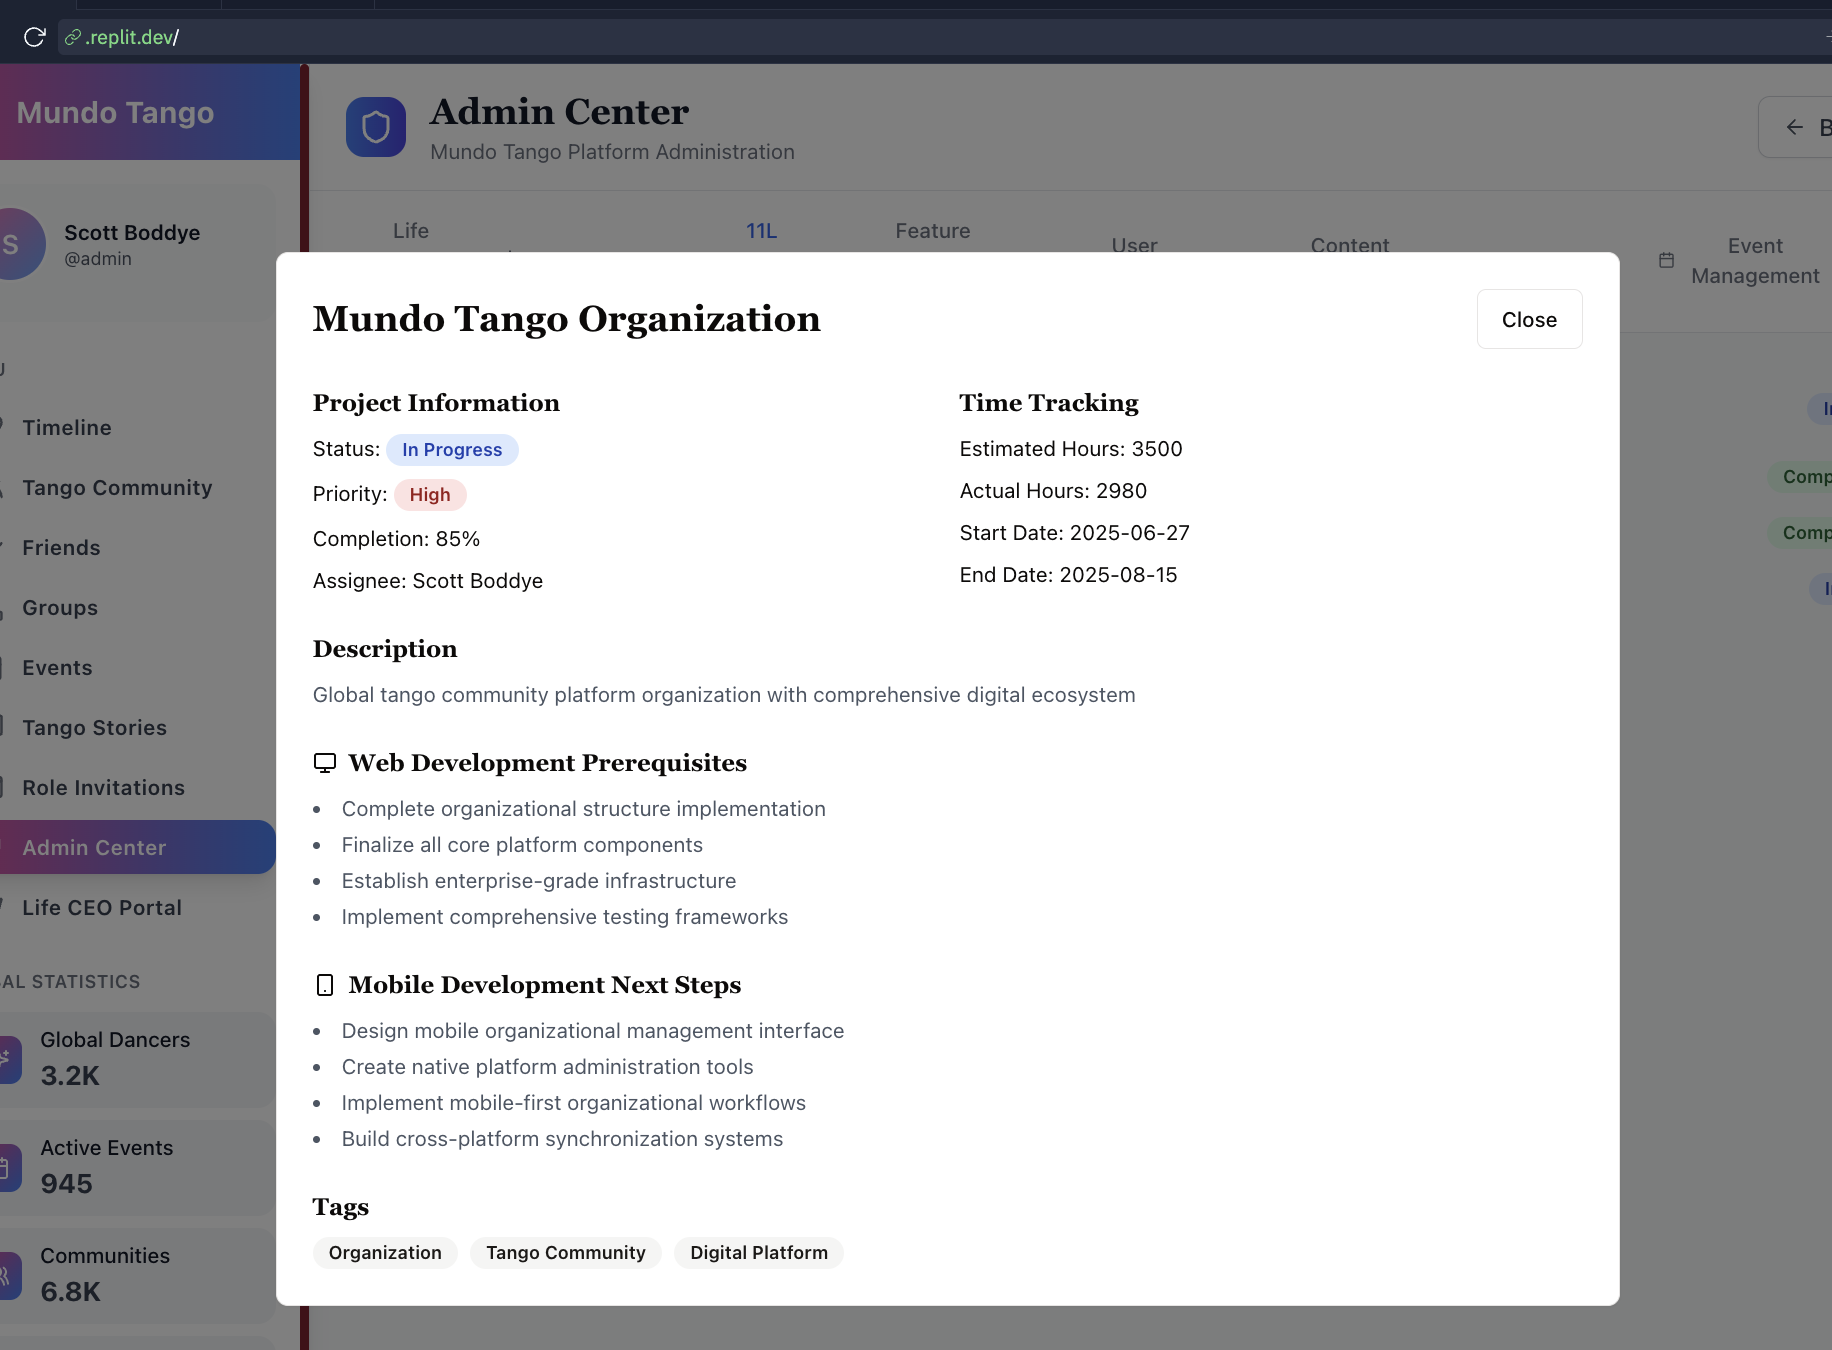 .replit.dev/
Mundo Tango
Admin Center
Mundo Tango Platform Administration
S
Scott Boddye
@admin
Life
11L
Feature
User
Content
Event
Management
Timeline
Tango Community
Friends
Groups
Events
Tango Stories
Role Invitations
Admin Center
Life CEO Portal
STATISTICS
Global Dancers
3.2K
Active Events
945
Communities
6.8K
Mundo Tango Organization
Close
Project Information
Status: In Progress
Priority: High
Completion: 85%
Assignee: Scott Boddye
Time Tracking
Estimated Hours: 3500
Actual Hours: 2980
Start Date: 2025-06-27
End Date: 2025-08-15
Description
Global tango community platform organization with comprehensive digital ecosystem
Web Development Prerequisites
• Complete organizational structure implementation
• Finalize all core platform components
• Establish enterprise-grade infrastructure
• Implement comprehensive testing frameworks
Mobile Development Next Steps
• Design mobile organizational management interface
• Create native platform administration tools
• Implement mobile-first organizational workflows
• Build cross-platform synchronization systems
Tags
Organization
Tango Community
Digital Platform